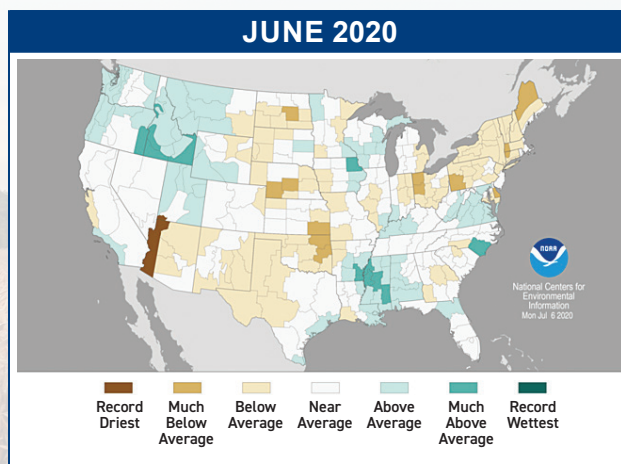 JUNE 2020
NOAA
National Centers for
Environmental
Information
Mon Jul 6 2020
Record
Driest
Much
Below
Average
Below
Average
Near
Average
Above
Average
Much
Above
Average
Record
Wettest